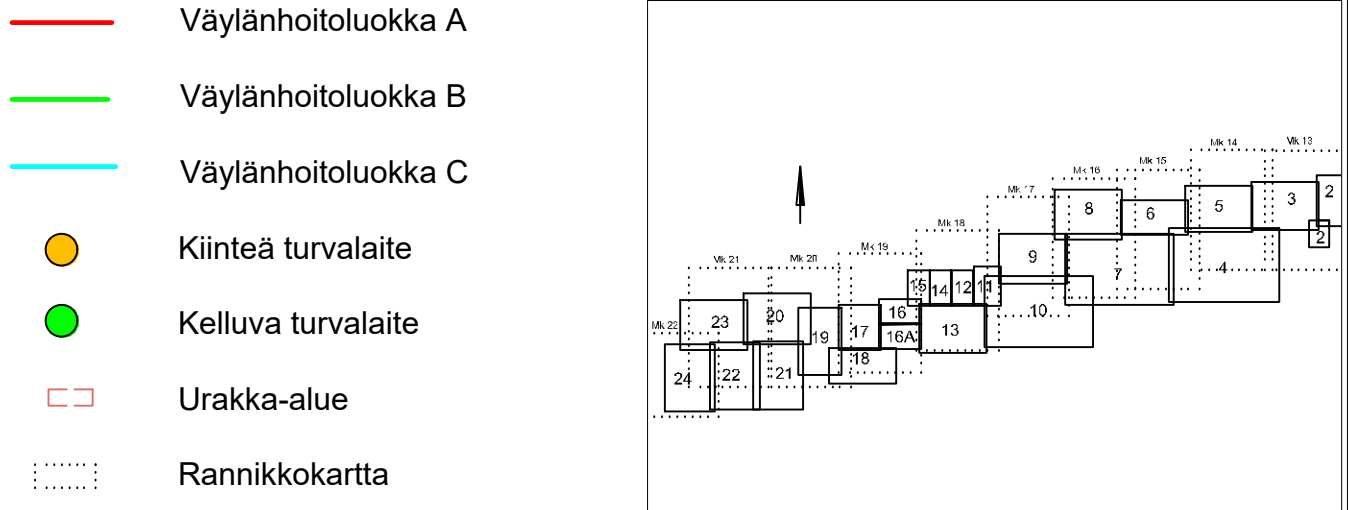 Väylänhoitoluokka A
Väylänhoitoluokka B
Väylänhoitoluokka C
Kiinteä turvalaite
Kelluva turvalaite
Urakka-alue
Rannikkokartta
Mk 14
Mk 13
Mk 15
Mk 16
Mk 17
Mk 18
Mk 19
Mk 20
Mk 21
Mk 22
2
3
2
5
6
8
4
7
9
10
11
12
14
15
13
16
16A
17
18
19
20
21
23
22
24